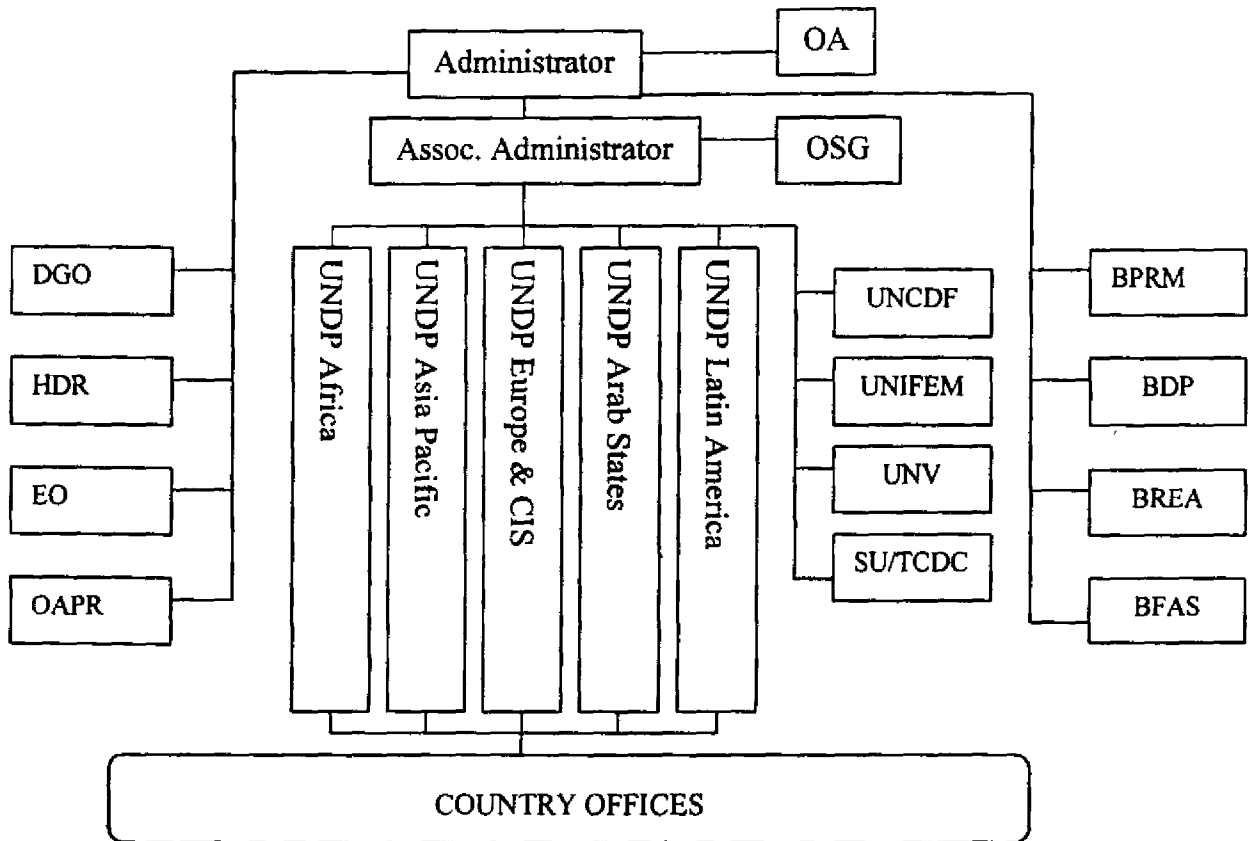 OA
Administrator
Assoc. Administrator
OSG
DGO
HDR
EO
OAPR
UNDP Africa
UNDP Asia Pacific
UNDP Europe & CIS
UNDP Arab States
UNDP Latin America
UNCDF
UNIFEM
UNV
SU/TCDC
BPRM
BDP
BREA
BFAS
COUNTRY OFFICES